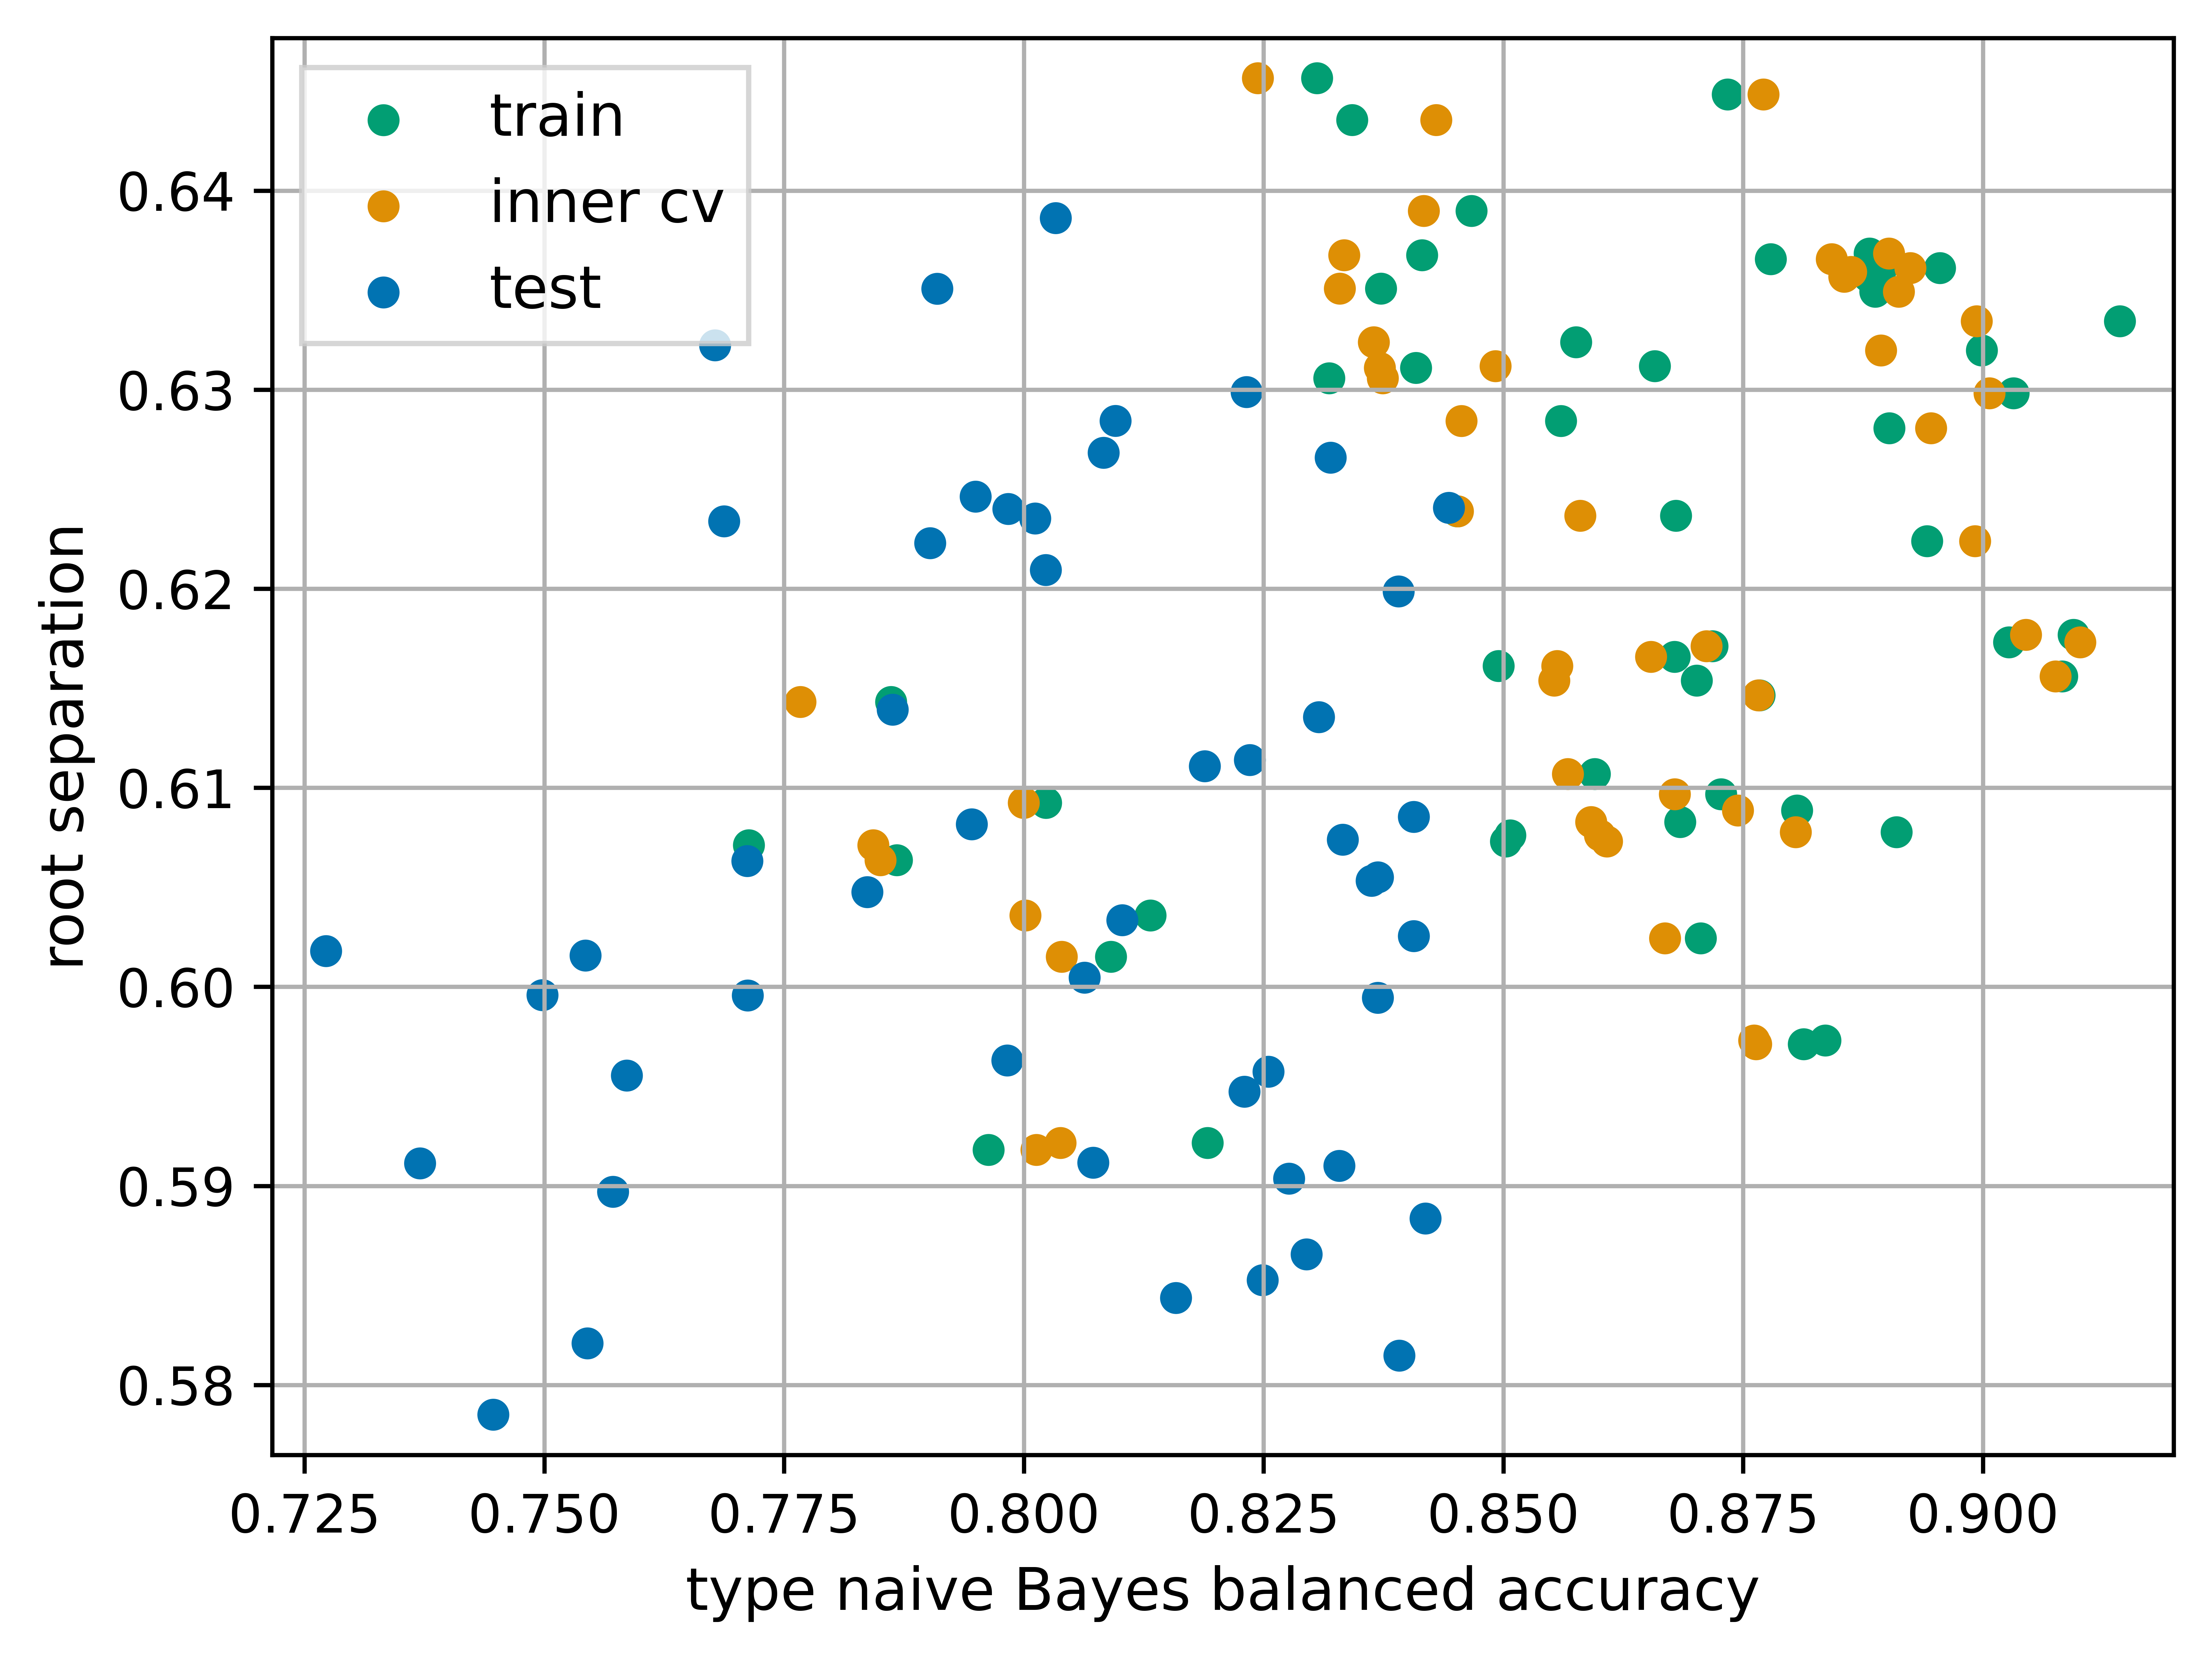 train
inner cv
test
0.64
0.63
0.62
0.61
0.60
0.59
0.58
root separation
0.725 0.750 0.775 0.800 0.825 0.850 0.875 0.900
type naive Bayes balanced accuracy